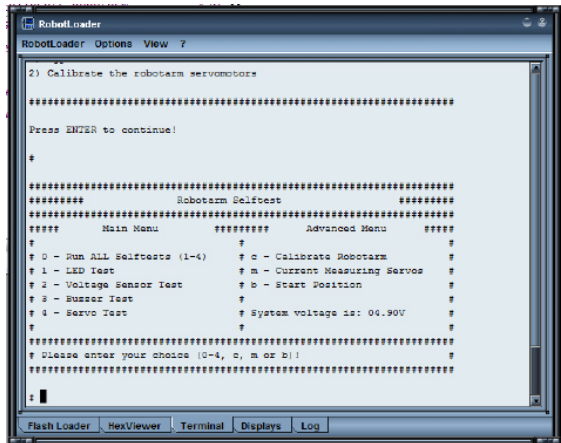 RobotLoader
RobotLoader Options View ?
2) Calibrate the robotarm servomotors
######################################################################
Press ENTER to continue!
#
######################################################################
######### Robotarm Selftest #########
######################################################################
##### Main Menu ######### Advanced Menu #####
# # #
# 0 - Run ALL Selftests (1-4) # c - Calibrate Robotarm #
# 1 - LED Test # m - Current Measuring Servos #
# 2 - Voltage Sensor Test # b - Start Position #
# 3 - Buzzer Test # #
# 4 - Servo Test # System voltage is: 04.90V #
# # #
######################################################################
# Please enter your choice (0-4, c, m or b)! #
######################################################################
#
Flash Loader HexViewer Terminal Displays Log